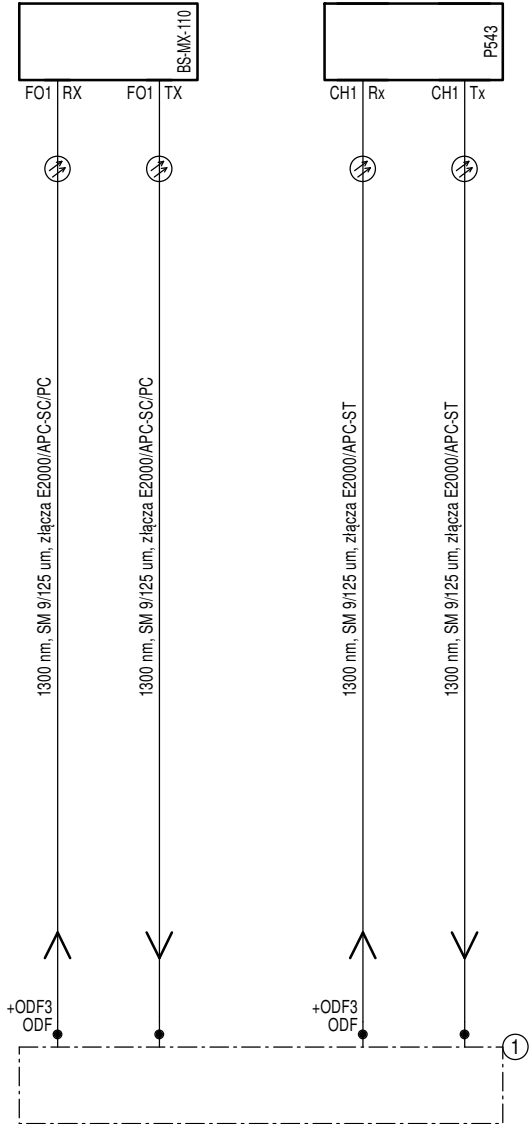 BS-MX-110
P543
FO1 RX
FO1 TX
CH1 Rx
CH1 Tx
1300 nm, SM 9/125 um, złącza E2000/APC-SC/PC
1300 nm, SM 9/125 um, złącza E2000/APC-SC/PC
1300 nm, SM 9/125 um, złącza E2000/APC-ST
1300 nm, SM 9/125 um, złącza E2000/APC-ST
+ODF3
ODF
+ODF3
ODF
1